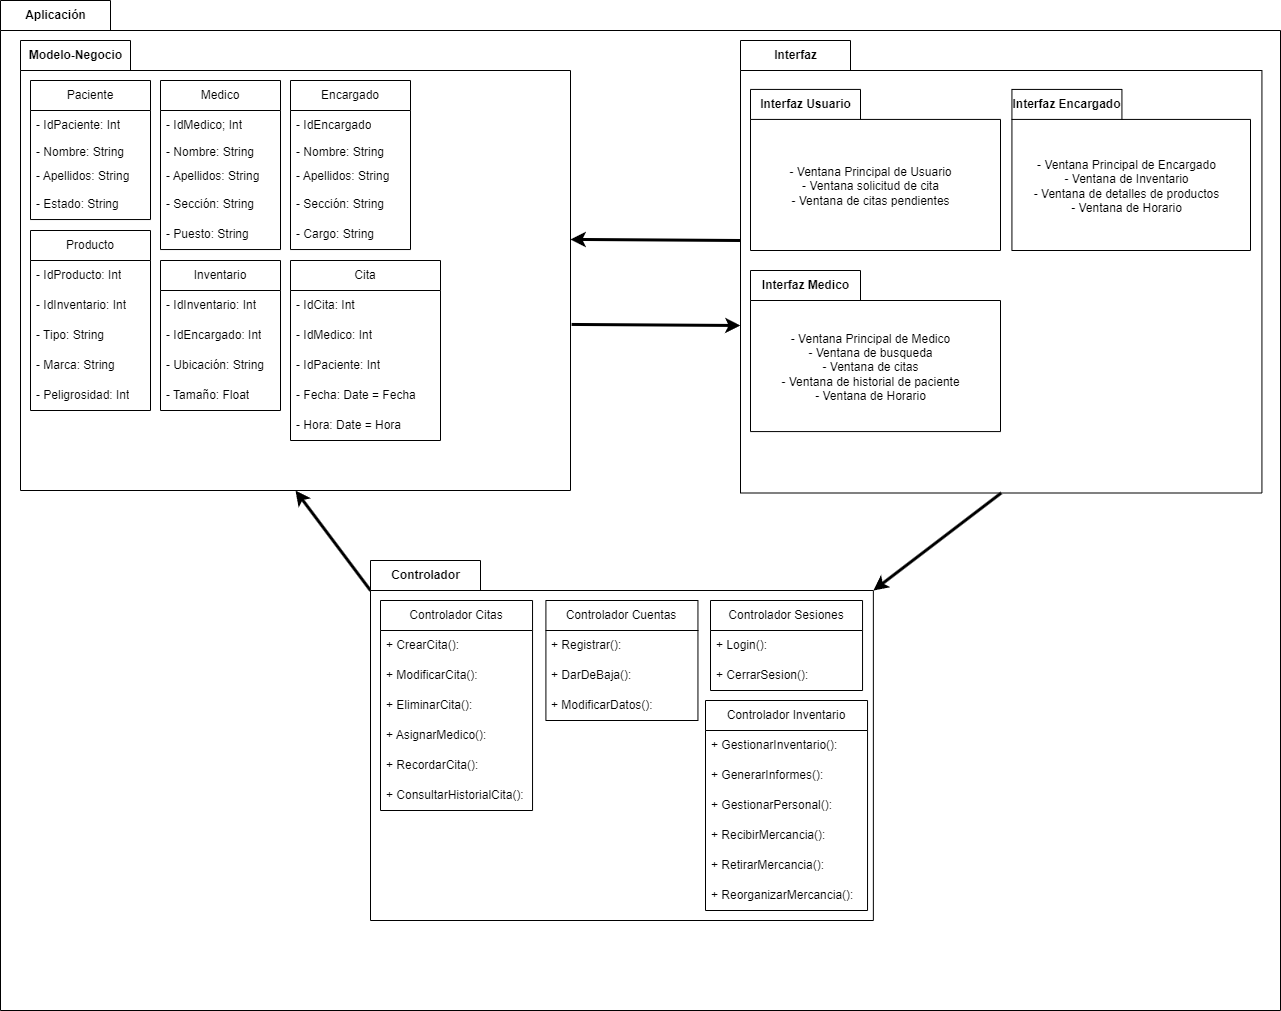 Aplicación
Modelo-Negocio
Paciente
- IdPaciente: Int
- Nombre: String
- Apellidos: String
- Estado: String
Medico
- IdMedico; Int
- Nombre: String
- Apellidos: String
- Sección: String
- Puesto: String
Encargado
- IdEncargado
- Nombre: String
- Apellidos: String
- Sección: String
- Cargo: String
Producto
- IdProducto: Int
- IdInventario: Int
- Tipo: String
- Marca: String
- Peligrosidad: Int
Inventario
- IdInventario: Int
- IdEncargado: Int
- Ubicación: String
- Tamaño: Float
Cita
- IdCita: Int
- IdMedico: Int
- IdPaciente: Int
- Fecha: Date = Fecha
- Hora: Date = Hora
Interfaz
Interfaz Usuario
- Ventana Principal de Usuario
- Ventana solicitud de cita
- Ventana de citas pendientes
Interfaz Encargado
- Ventana Principal de Encargado
- Ventana de Inventario
- Ventana de detalles de productos
- Ventana de Horario
Interfaz Medico
- Ventana Principal de Medico
- Ventana de busqueda
- Ventana de citas
- Ventana de historial de paciente
- Ventana de Horario
Controlador
Controlador Citas
+ CrearCita():
+ ModificarCita():
+ EliminarCita():
+ AsignarMedico():
+ RecordarCita():
+ ConsultarHistorialCita():
Controlador Cuentas
+ Registrar():
+ DarDeBaja():
+ ModificarDatos():
Controlador Sesiones
+ Login():
+ CerrarSesion():
Controlador Inventario
+ GestionarInventario():
+ GenerarInformes():
+ GestionarPersonal():
+ RecibirMercancia():
+ RetirarMercancia():
+ ReorganizarMercancia():